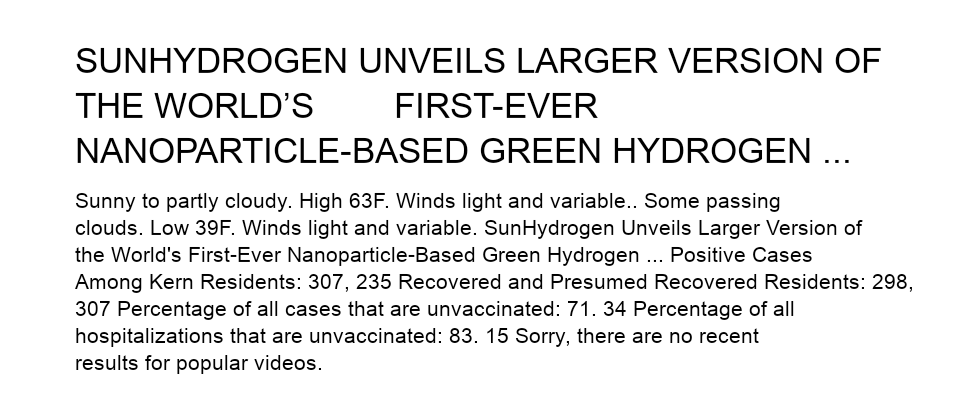 SUNHYDROGEN UNVEILS LARGER VERSION OF
THE WORLD’S FIRST-EVER
NANOPARTICLE-BASED GREEN HYDROGEN ...
Sunny to partly cloudy. High 63F. Winds light and variable.. Some passing
clouds. Low 39F. Winds light and variable. SunHydrogen Unveils Larger Version of
the World's First-Ever Nanoparticle-Based Green Hydrogen ... Positive Cases
Among Kern Residents: 307, 235 Recovered and Presumed Recovered Residents: 298,
307 Percentage of all cases that are unvaccinated: 71. 34 Percentage of all
hospitalizations that are unvaccinated: 83. 15 Sorry, there are no recent
results for popular videos.